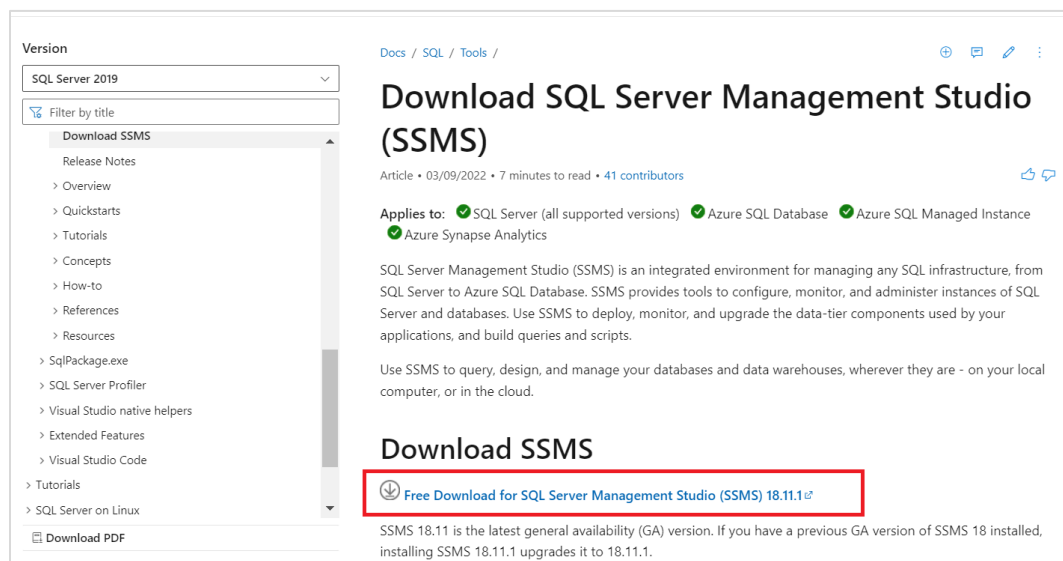 Version
SQL Server 2019
Filter by title
Download SSMS
Release Notes
> Overview
> Quickstarts
> Tutorials
> Concepts
> How-to
> References
> Resources
> SqlPackage.exe
> SQL Server Profiler
> Visual Studio native helpers
> Extended Features
> Visual Studio Code
> Tutorials
> SQL Server on Linux
Download PDF
Docs / SQL / Tools /
Download SQL Server Management Studio
(SSMS)
Article • 03/09/2022 • 7 minutes to read • 41 contributors
Applies to: SQL Server (all supported versions) Azure SQL Database Azure SQL Managed Instance
Azure Synapse Analytics
SQL Server Management Studio (SSMS) is an integrated environment for managing any SQL infrastructure, from
SQL Server to Azure SQL Database. SSMS provides tools to configure, monitor, and administer instances of SQL
Server and databases. Use SSMS to deploy, monitor, and upgrade the data-tier components used by your
applications, and build queries and scripts.
Use SSMS to query, design, and manage your databases and data warehouses, wherever they are - on your local
computer, or in the cloud.
Download SSMS
Free Download for SQL Server Management Studio (SSMS) 18.11.1
SSMS 18.11 is the latest general availability (GA) version. If you have a previous GA version of SSMS 18 installed,
installing SSMS 18.11.1 upgrades it to 18.11.1.